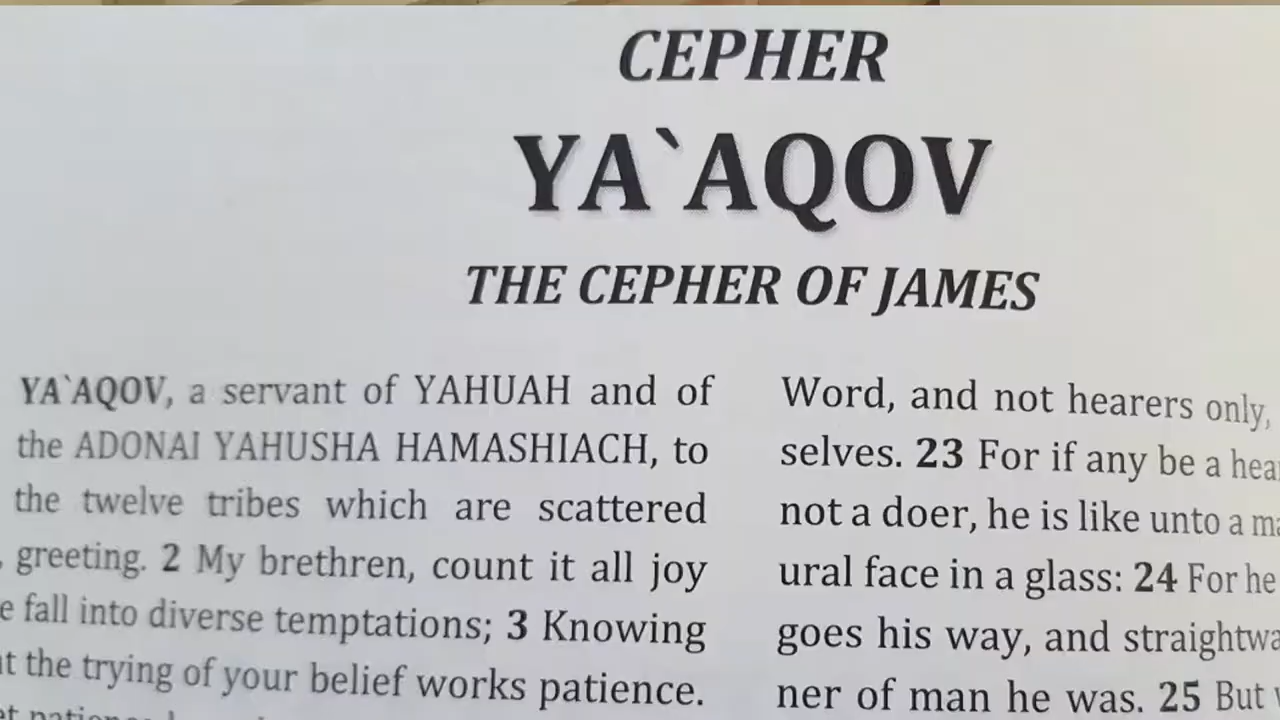 CEPHER
YA`AQOV
THE CEPHER OF JAMES
YA`AQOV, a servant of YAHUAH and of
the ADONAI YAHUSHA HAMASHIACH, to
the twelve tribes which are scattered
greeting. 2 My brethren, count it all joy
fall into diverse temptations; 3 Knowing
the trying of your belief works patience.
Word, and not hearers only,
selves. 23 For if any be a
not a doer, he is like unto a
ural face in a glass: 24 For he
goes his way, and
ner of man he was. 25 But